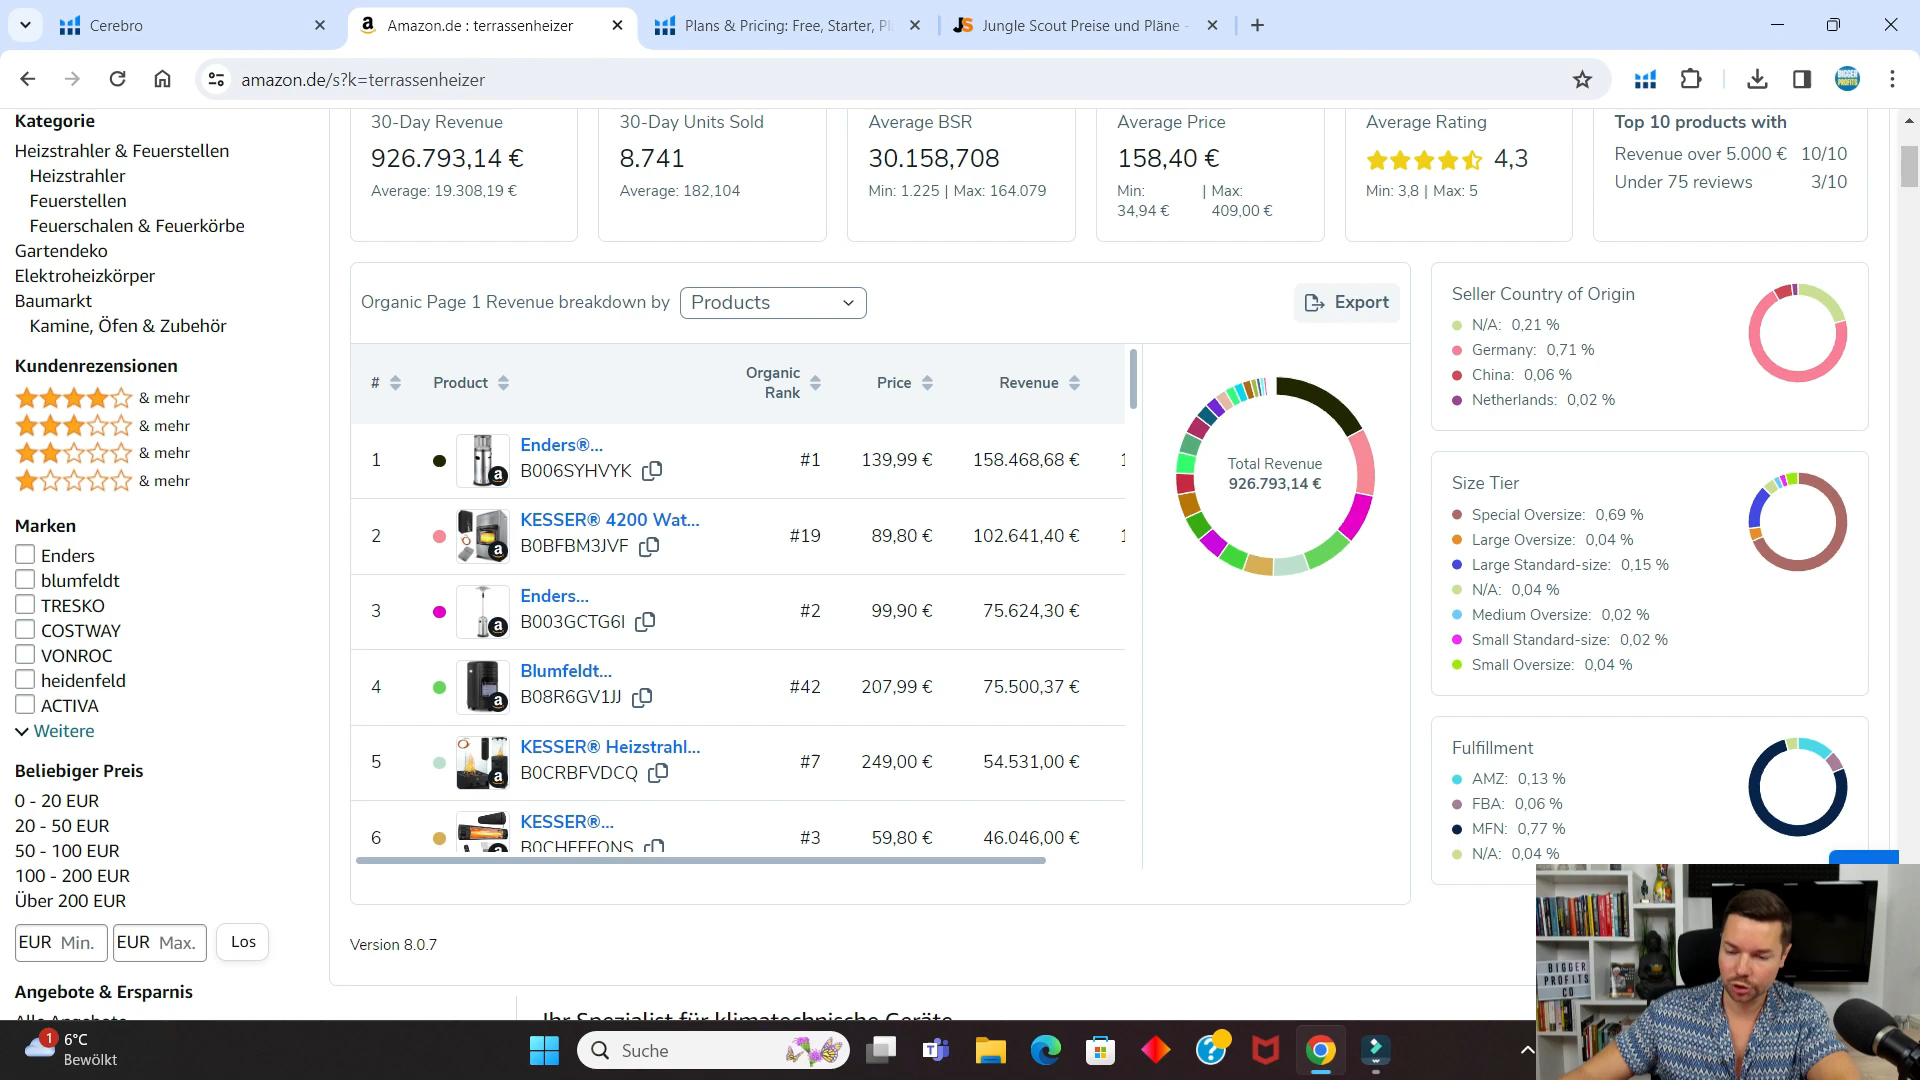 Cerebro
Amazon.de : terrassenheizer
Plans & Pricing: Free, Starter, Pl
Jungle Scout Preise und Pläne -
amazon.de/s?k=terrassenheizer
Kategorie
Heizstrahler & Feuerstellen
Heizstrahler
Feuerstellen
Feuerschalen & Feuerkörbe
Gartendeko
Elektroheizkörper
Baumarkt
Kamine, Öfen & Zubehör
Kundenrezensionen
& mehr
& mehr
& mehr
& mehr
Marken
Enders
blumfeldt
TRESKO
COSTWAY
VONROC
heidenfeld
ACTIVA
Weitere
Beliebiger Preis
0 - 20 EUR
20 - 50 EUR
50 - 100 EUR
100 - 200 EUR
Über 200 EUR
EUR Min.
EUR Max.
Los
Angebote & Ersparnis
Alle Angebote
30-Day Revenue
926.793,14 €
Average: 19.308,19 €
30-Day Units Sold
8.741
Average: 182,104
Average BSR
30.158,708
Min: 1.225 | Max: 164.079
Average Price
158,40 €
Min: | Max:
34,94 € 409,00 €
Average Rating
4,3
Min: 3,8 | Max: 5
Top 10 products with
Revenue over 5.000 € 10/10
Under 75 reviews 3/10
Organic Page 1 Revenue breakdown by Products
Export
# Product Organic Rank Price Revenue
1 Enders®... #1 139,99 € 158.468,68 € 1
B006SYHVYK
2 KESSER® 4200 Wat... #19 89,80 € 102.641,40 € 1
B0BFBM3JVF
3 Enders... #2 99,90 € 75.624,30 €
B003GCTG6I
4 Blumfeldt... #42 207,99 € 75.500,37 €
B08R6GV1JJ
5 KESSER® Heizstrahl... #7 249,00 € 54.531,00 €
B0CRBFVDCQ
6 KESSER®... #3 59,80 € 46.046,00 €
Total Revenue
926.793,14 €
Seller Country of Origin
N/A: 0,21 %
Germany: 0,71 %
China: 0,06 %
Netherlands: 0,02 %
Size Tier
Special Oversize: 0,69 %
Large Oversize: 0,04 %
Large Standard-size: 0,15 %
N/A: 0,04 %
Medium Oversize: 0,02 %
Small Standard-size: 0,02 %
Small Oversize: 0,04 %
Fulfillment
AMZ: 0,13 %
FBA: 0,06 %
MFN: 0,77 %
N/A: 0,04 %
Version 8.0.7
Ihr Spezialist für klimatechnische Geräte
BIGGER
PROFITS
CO
1
6°C
Bewölkt
Suche